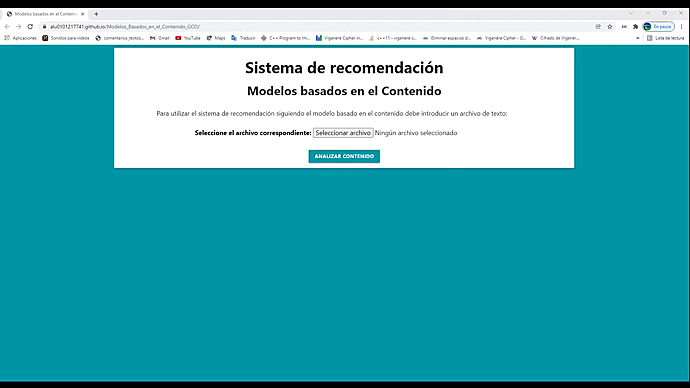 Modelos basados en el Contenido
alu0101217741.github.io/Modelos_Basados_en_el_Contenido_GCO/
En pausa
Aplicaciones Sonidos para videos comentarios_textos... Gmail YouTube Maps Traducir C++ Program to Im... Vigenère Cipher in... c++11 - vigenere c... Eliminar espacios d... Vigenère Cipher - G... Cifrado de Vigenèr... » Lista de lectura
Sistema de recomendación
Modelos basados en el Contenido
Para utilizar el sistema de recomendación siguiendo el modelo basado en el contenido debe introducir un archivo de texto:
Seleccione el archivo correspondiente: Seleccionar archivo Ningún archivo seleccionado
ANALIZAR CONTENIDO